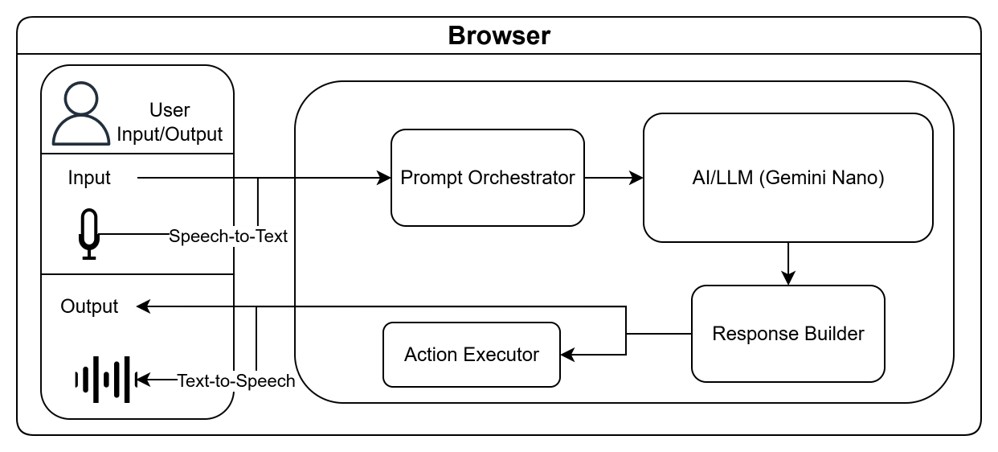 Browser
User
Input/Output
Input
Speech-to-Text
Prompt Orchestrator
AI/LLM (Gemini Nano)
Output
Action Executor
Response Builder
Text-to-Speech